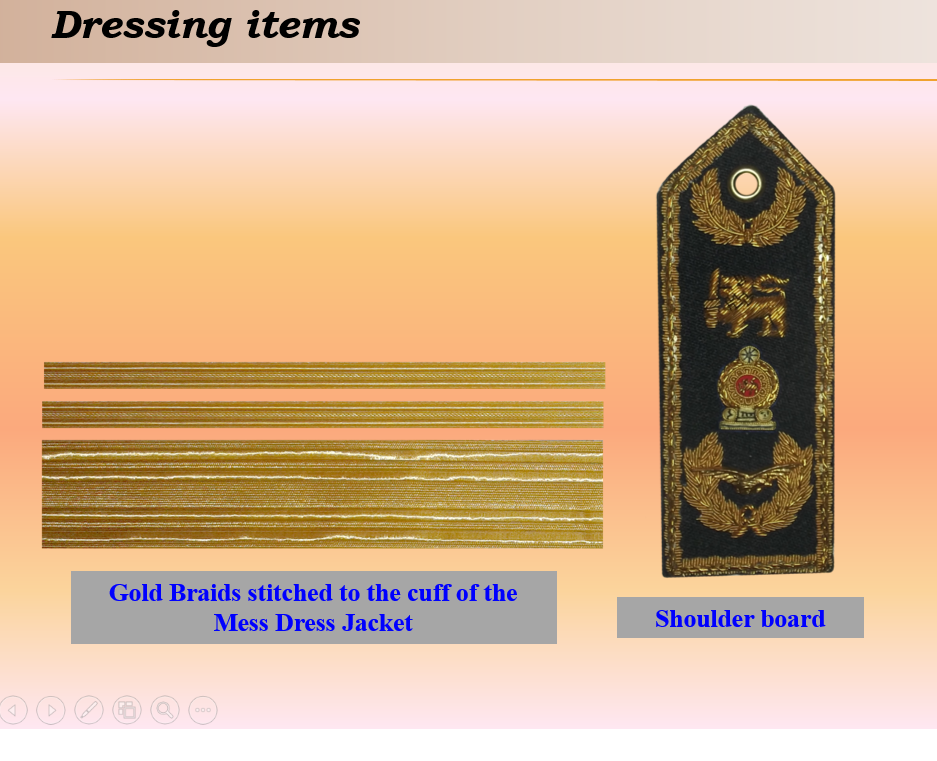 Dressing items
Gold Braids stitched to the cuff of the
Mess Dress Jacket
Shoulder board